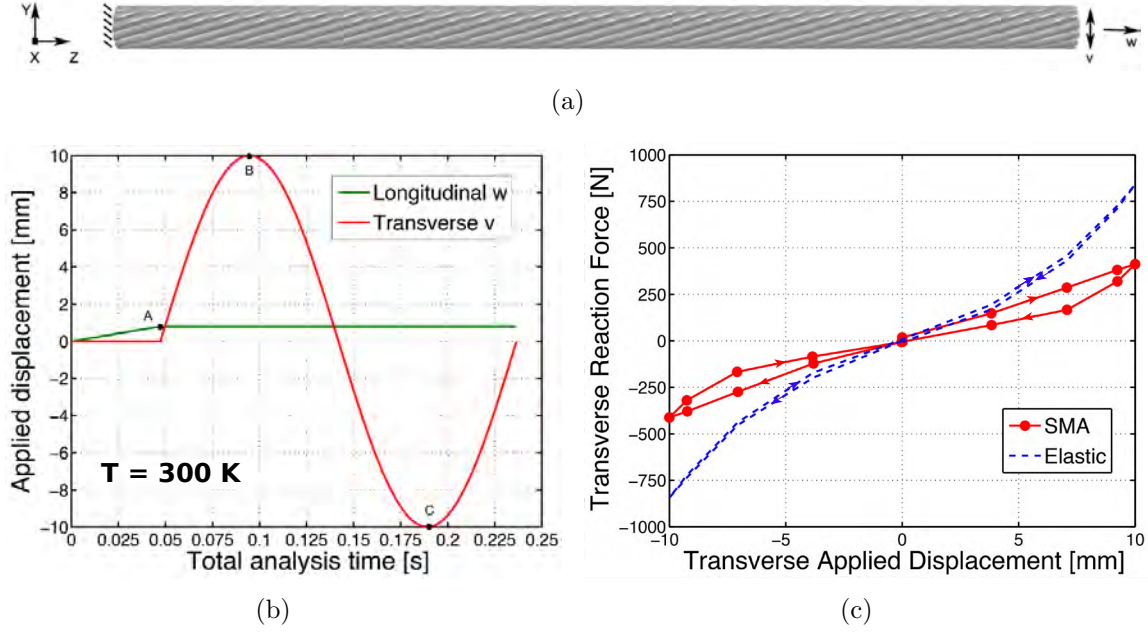 Y
X
Z
v
w
(a)
Applied displacement [mm]
10
8
6
4
2
0
−2
−4
−6
−8
−10
A
B
C
Longitudinal w
Transverse v
T = 300 K
0
0.025
0.05
0.075
0.1
0.125
0.15
0.175
0.2
0.225
0.25
Total analysis time [s]
(b)
Transverse Reaction Force [N]
1000
750
500
250
0
−250
−500
−750
−1000
SMA
Elastic
−10
−5
0
5
10
Transverse Applied Displacement [mm]
(c)